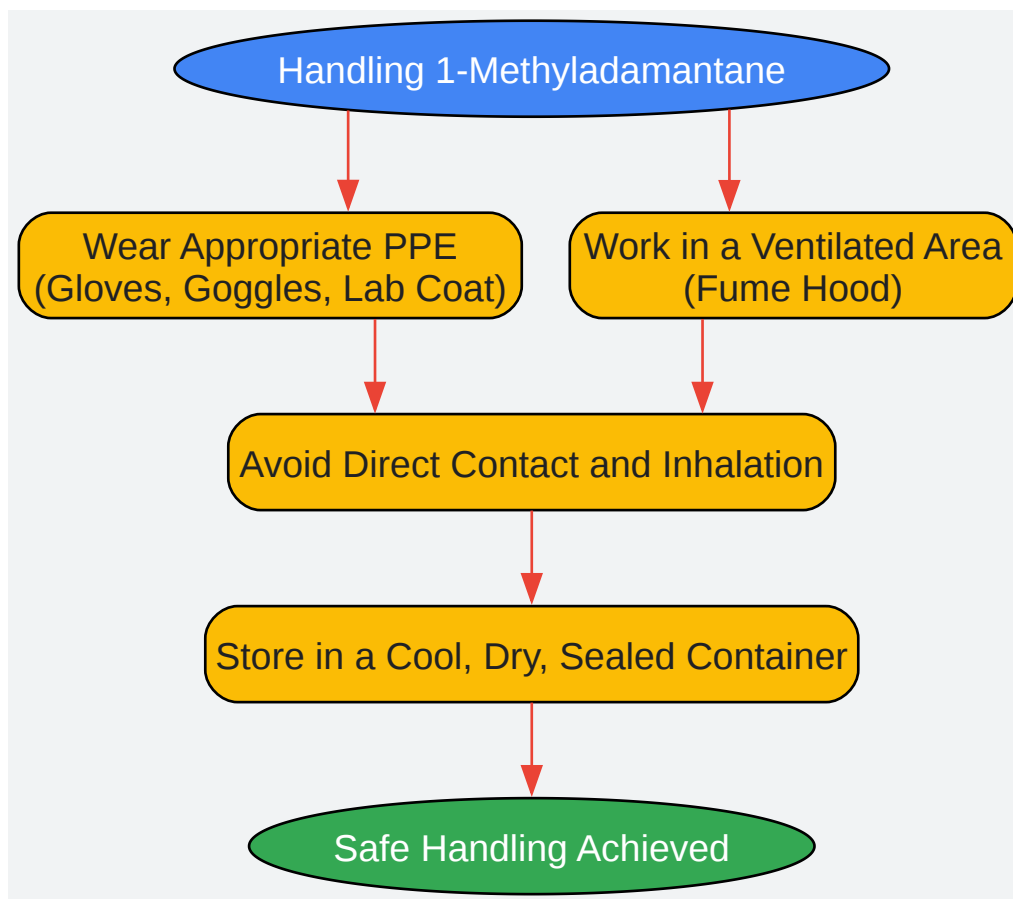 Handling 1-Methyladamantane
Wear Appropriate PPE
(Gloves, Goggles, Lab Coat)
Work in a Ventilated Area
(Fume Hood)
Avoid Direct Contact and Inhalation
Store in a Cool, Dry, Sealed Container
Safe Handling Achieved